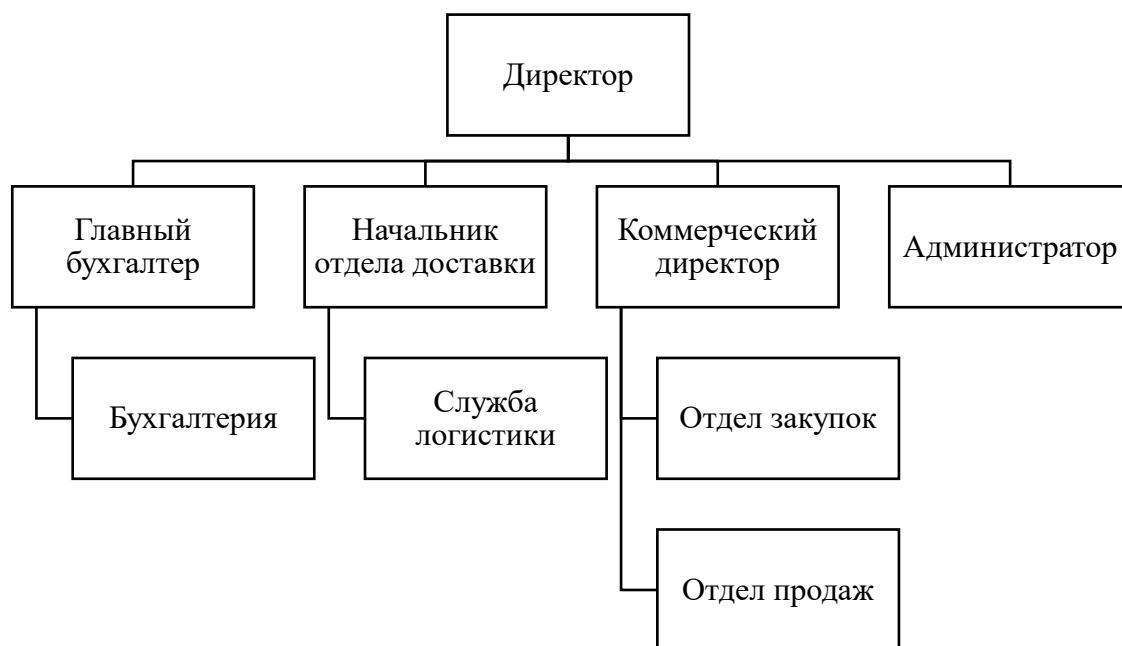 Директор
Главный
бухгалтер
Начальник
отдела доставки
Коммерческий
директор
Администратор
Бухгалтерия
Служба
логистики
Отдел закупок
Отдел продаж